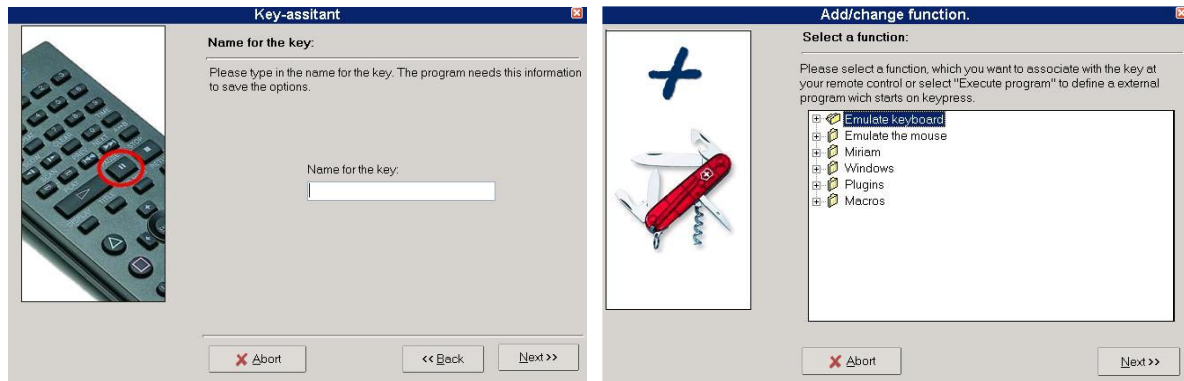 Key-assitant
Name for the key:
Please type in the name for the key. The program needs this information
to save the options.
Name for the key:
Abort
<< Back
Next >>
Add/change function.
Select a function:
Please select a function, which you want to associate with the key at
your remote control or select "Execute program" to define a external
program wich starts on keypress.
Emulate keyboard
Emulate the mouse
Miriam
Windows
Plugins
Macros
Abort
Next >>